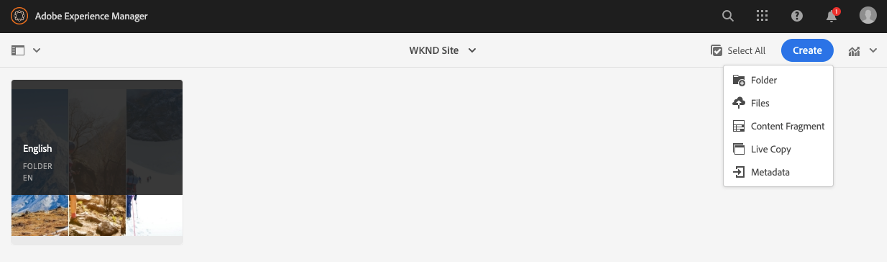 Adobe Experience Manager
1
WKND Site
Select All
Create
Folder
Files
Content Fragment
Live Copy
Metadata
English
FOLDER
EN